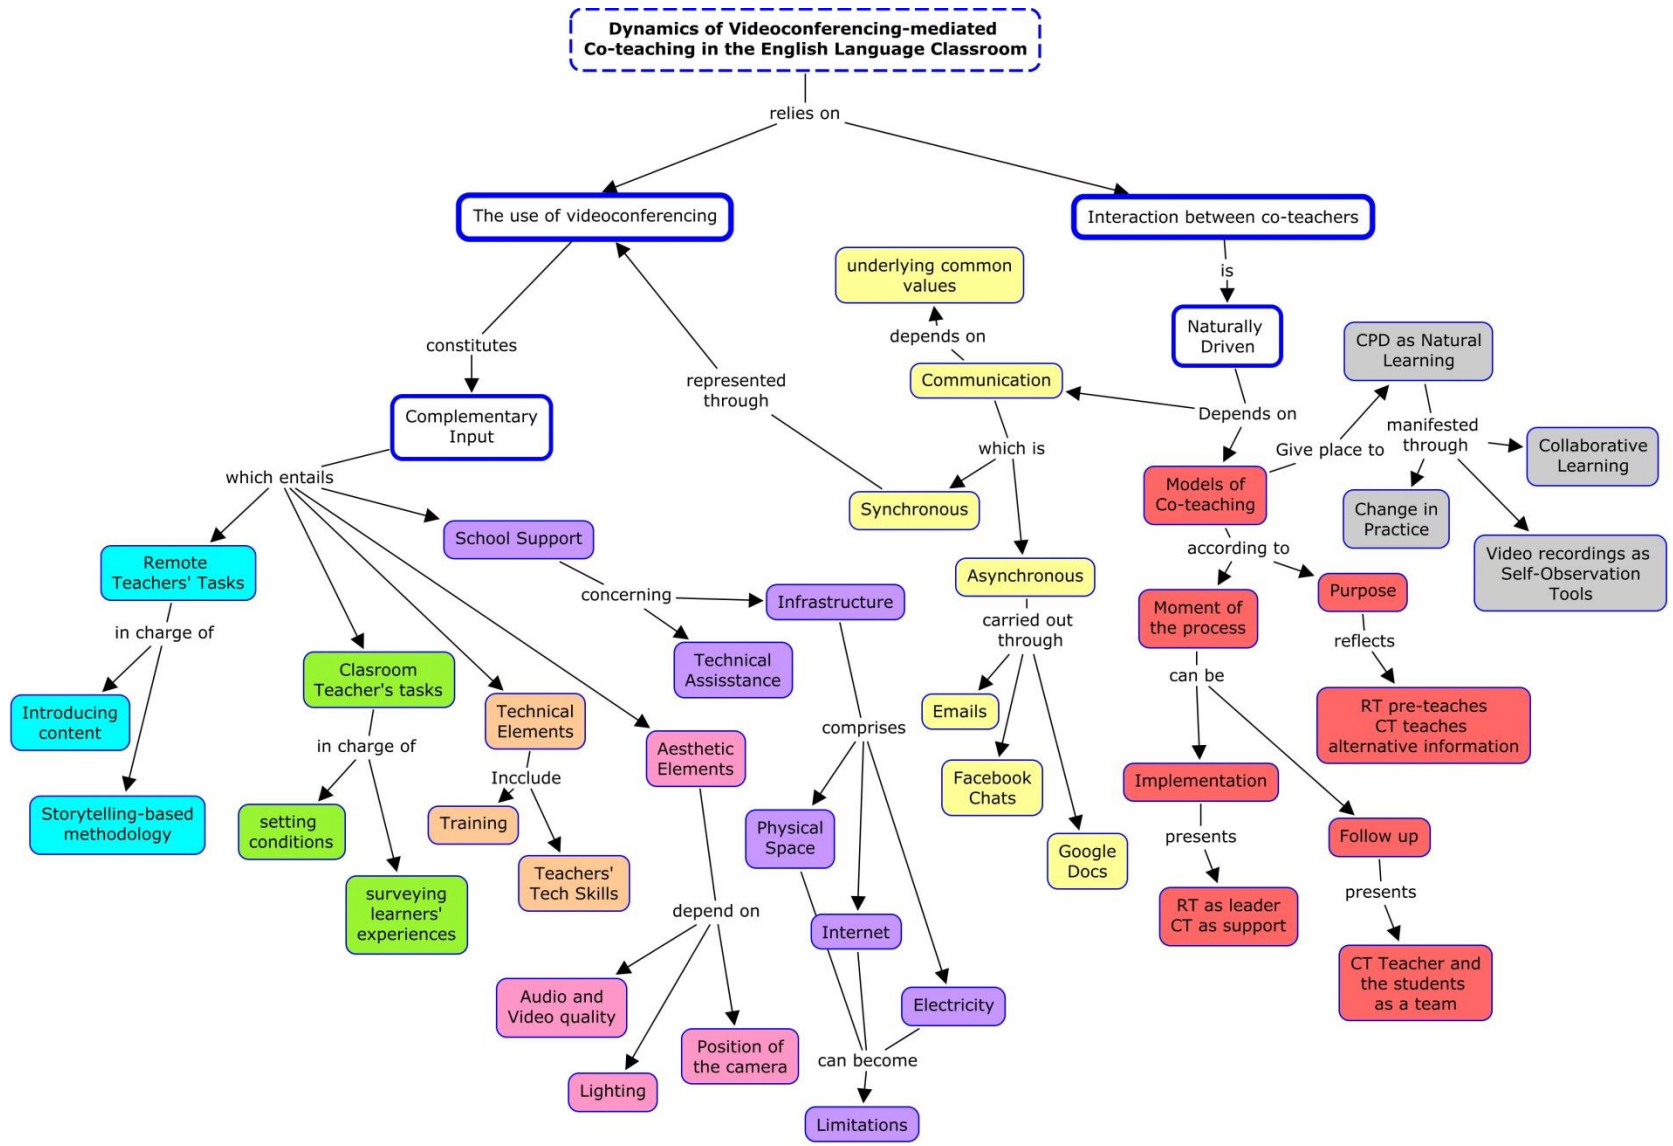 Dynamics of Videoconferencing-mediated
Co-teaching in the English Language Classroom
relies on
The use of videoconferencing
Interaction between co-teachers
underlying common
values
is
depends on
Naturally
Driven
CPD as Natural
Learning
constitutes
represented
through
Communication
Complementary
Input
Depends on
manifested
through
which is
Give place to
Collaborative
Learning
which entails
Synchronous
Models of
Co-teaching
Change in
Practice
School Support
according to
Video recordings as
Self-Observation
Tools
Remote
Teachers' Tasks
concerning
Infrastructure
Asynchronous
Moment of
the process
Purpose
in charge of
carried out
through
reflects
Clasroom
Teacher's tasks
Technical
Assisstance
can be
Introducing
content
Technical
Elements
Emails
RT pre-teaches
CT teaches
alternative information
in charge of
Aesthetic
Elements
comprises
Incclude
Facebook
Chats
Implementation
Storytelling-based
methodology
setting
conditions
Training
Physical
Space
presents
Follow up
Google
Docs
Teachers'
Tech Skills
surveying
learners'
experiences
depend on
Internet
RT as leader
CT as support
presents
Audio and
Video quality
Electricity
CT Teacher and
the students
as a team
Position of
the camera
can become
Lighting
Limitations